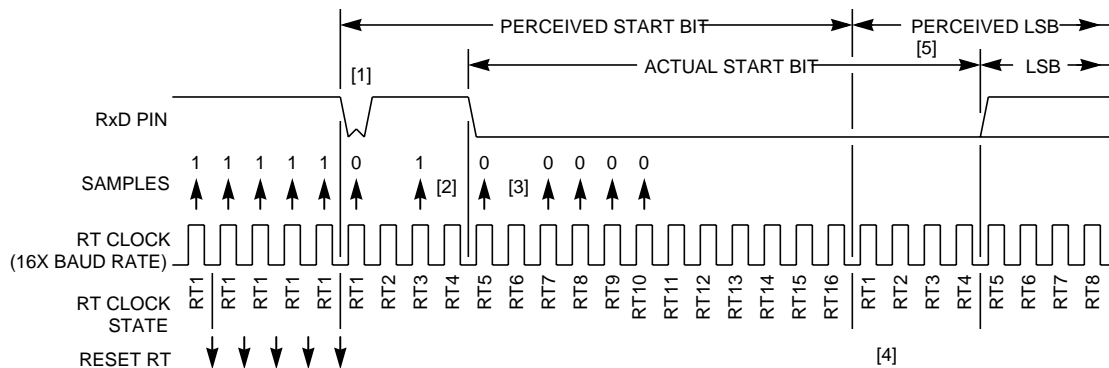 PERCEIVED START BIT PERCEIVED LSB
[1] ACTUAL START BIT [5] LSB
RxD PIN
SAMPLES 1 1 1 1 1 0 1 [2] 0 [3] 0 0 0 0
RT CLOCK
(16X BAUD RATE)
RT CLOCK
STATE
RT1 RT1 RT1 RT1 RT1 RT1 RT2 RT3 RT4 RT5 RT6 RT7 RT8 RT9 RT10 RT11 RT12 RT13 RT14 RT15 RT16 RT1 RT2 RT3 RT4 RT5 RT6 RT7 RT8
RESET RT [4]